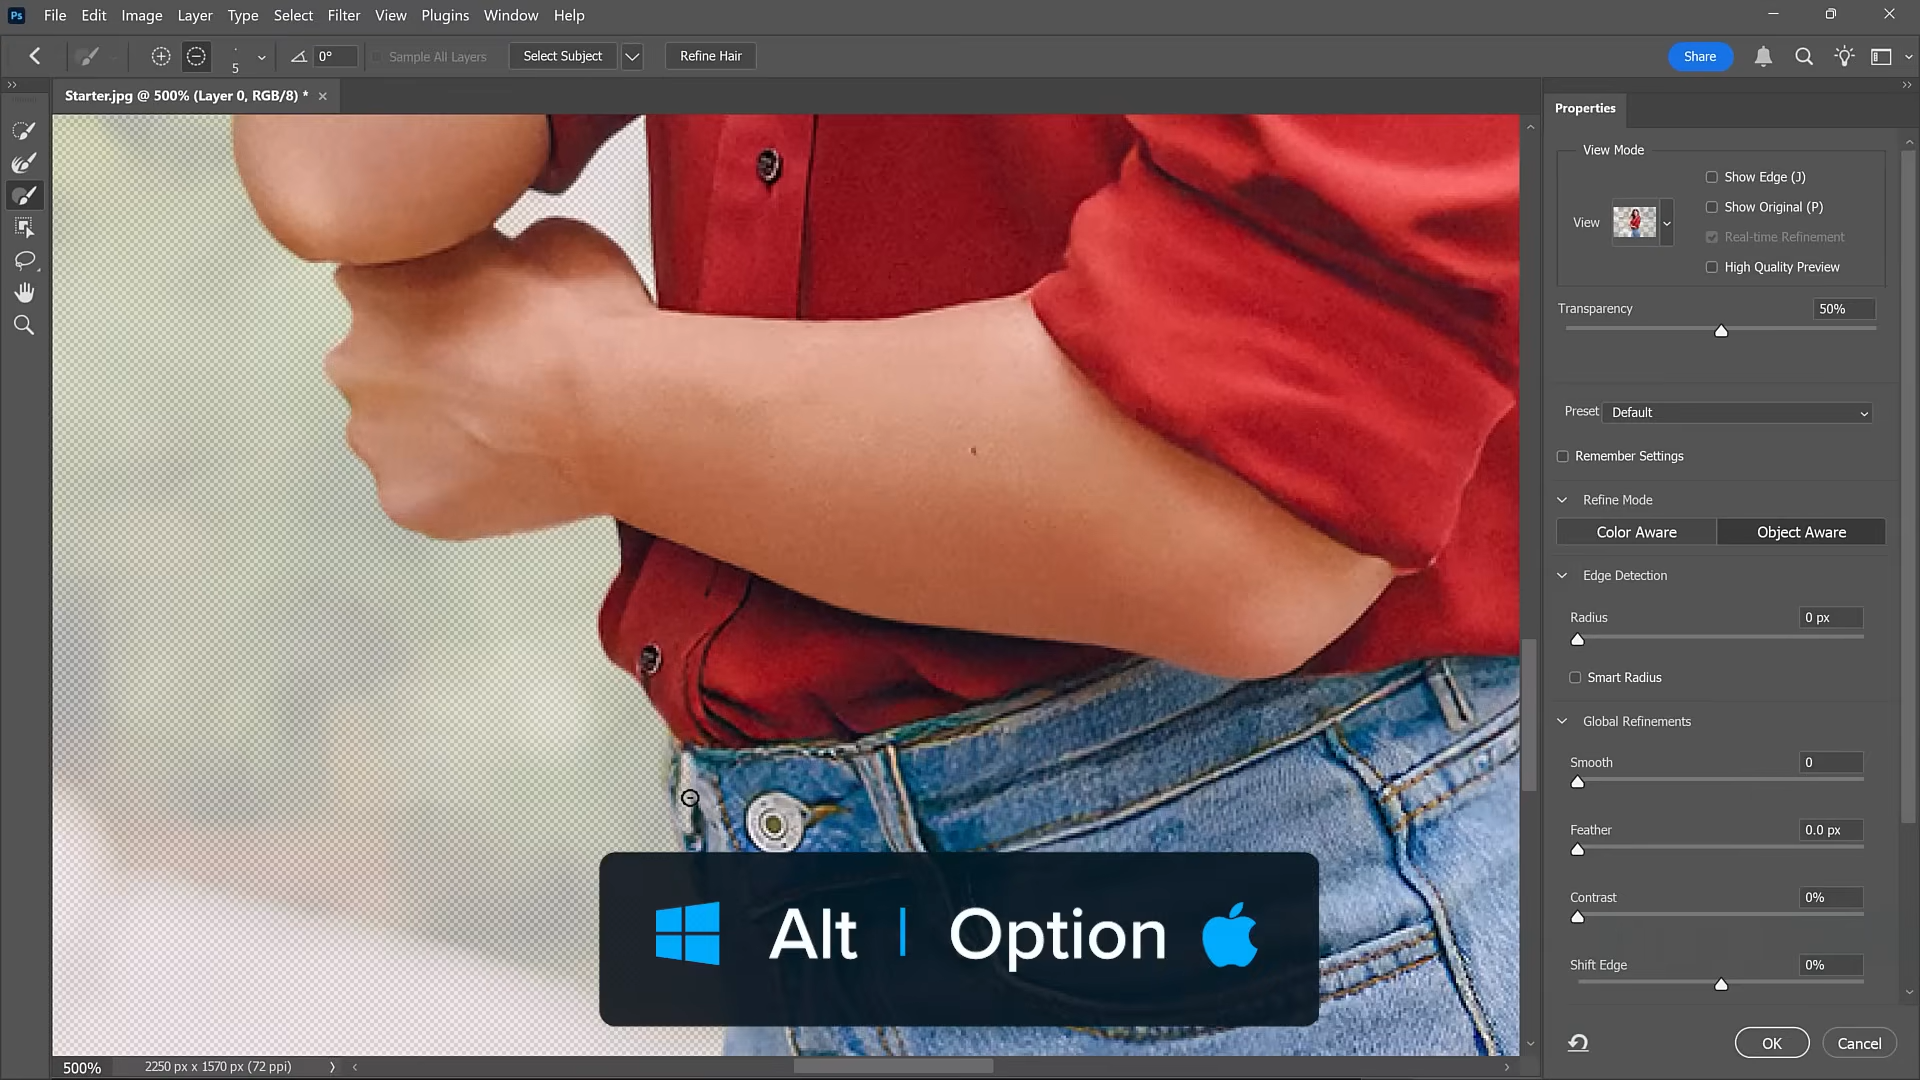 Ps File Edit Image Layer Type Select Filter View Plugins Window Help
5 0° Sample All Layers Select Subject Refine Hair Share
Starter.jpg @ 500% (Layer 0, RGB/8) *
Properties
View Mode
Show Edge (J)
Show Original (P)
View
Real-time Refinement
High Quality Preview
Transparency 50%
Preset Default
Remember Settings
Refine Mode
Color Aware Object Aware
Edge Detection
Radius 0 px
Smart Radius
Global Refinements
Smooth 0
Feather 0.0 px
Contrast 0%
Shift Edge 0%
Alt | Option
OK Cancel
500% 2250 px x 1570 px (72 ppi)